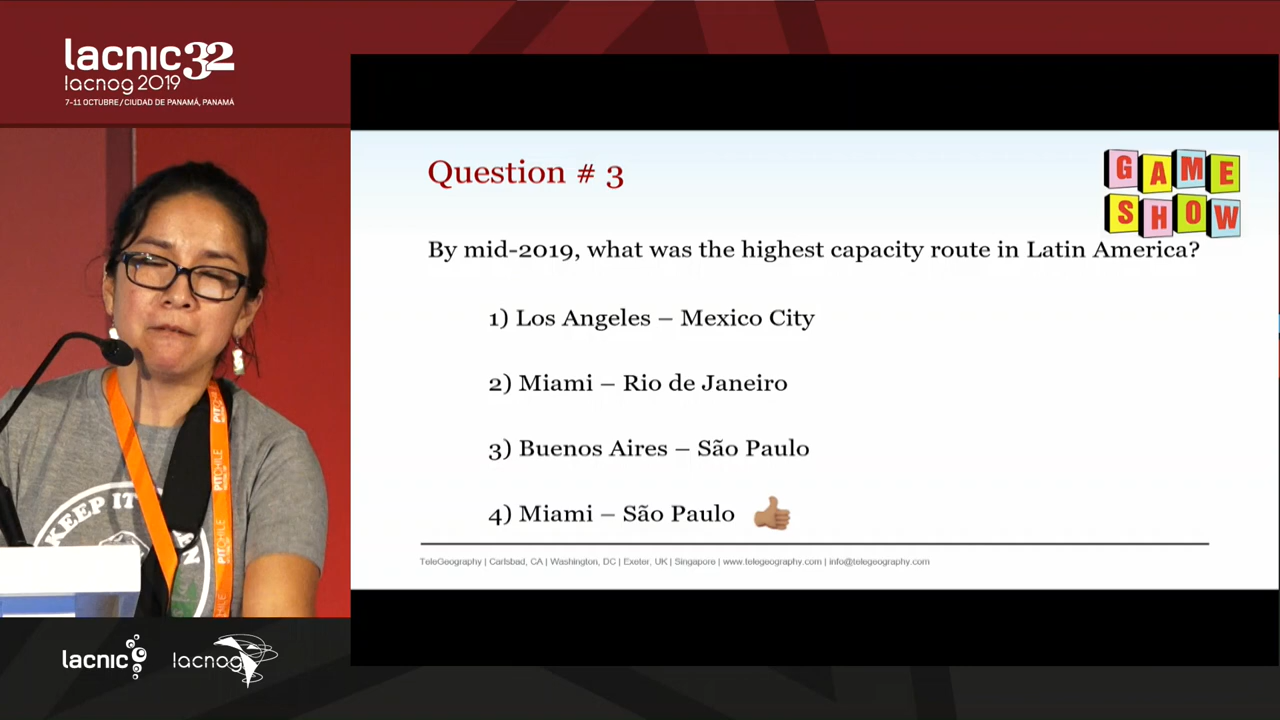 lacnic32
lacnog 2019
7-11 OCTUBRE / CIUDAD DE PANAMÁ, PANAMÁ
Question # 3
GAME
SHOW
By mid-2019, what was the highest capacity route in Latin America?
1) Los Angeles – Mexico City
2) Miami – Rio de Janeiro
3) Buenos Aires – São Paulo
4) Miami – São Paulo
TeleGeography | Carlsbad, CA | Washington, DC | Exeter, UK | Singapore | www.telegeography.com | info@telegeography.com
KEEP IT
PITCHILE
lacnic
lacnog